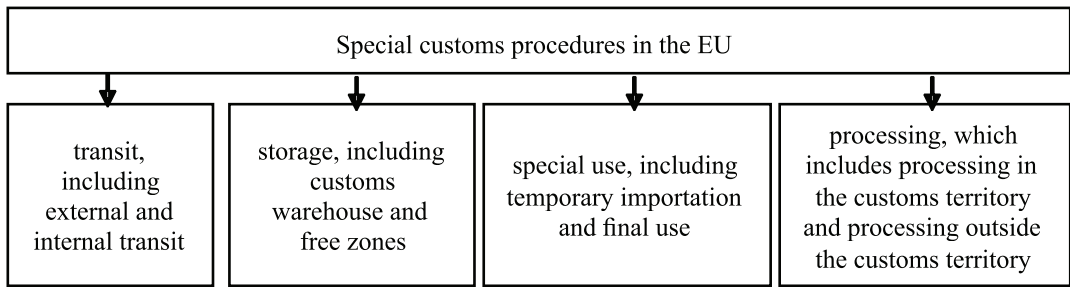 Special customs procedures in the EU
transit,
including
external and
internal transit
storage, including
customs
warehouse and
free zones
special use, including
temporary importation
and final use
processing, which
includes processing in
the customs territory
and processing outside
the customs territory